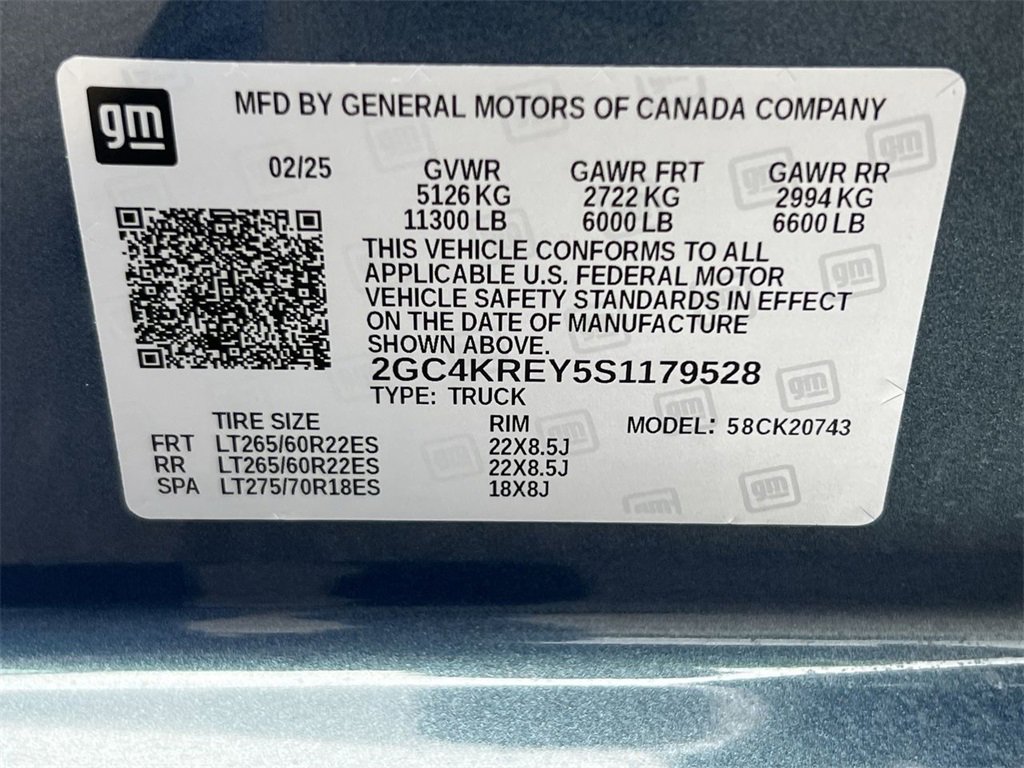 gm
MFD BY GENERAL MOTORS OF CANADA COMPANY
02/25 GVWR GAWR FRT GAWR RR
5126 KG 2722 KG 2994 KG
11300 LB 6000 LB 6600 LB
THIS VEHICLE CONFORMS TO ALL
APPLICABLE U.S. FEDERAL MOTOR
VEHICLE SAFETY STANDARDS IN EFFECT
ON THE DATE OF MANUFACTURE
SHOWN ABOVE.
2GC4KREY5S1179528
TYPE: TRUCK
TIRE SIZE RIM MODEL: 58CK20743
FRT LT265/60R22ES 22X8.5J
RR LT265/60R22ES 22X8.5J
SPA LT275/70R18ES 18X8J